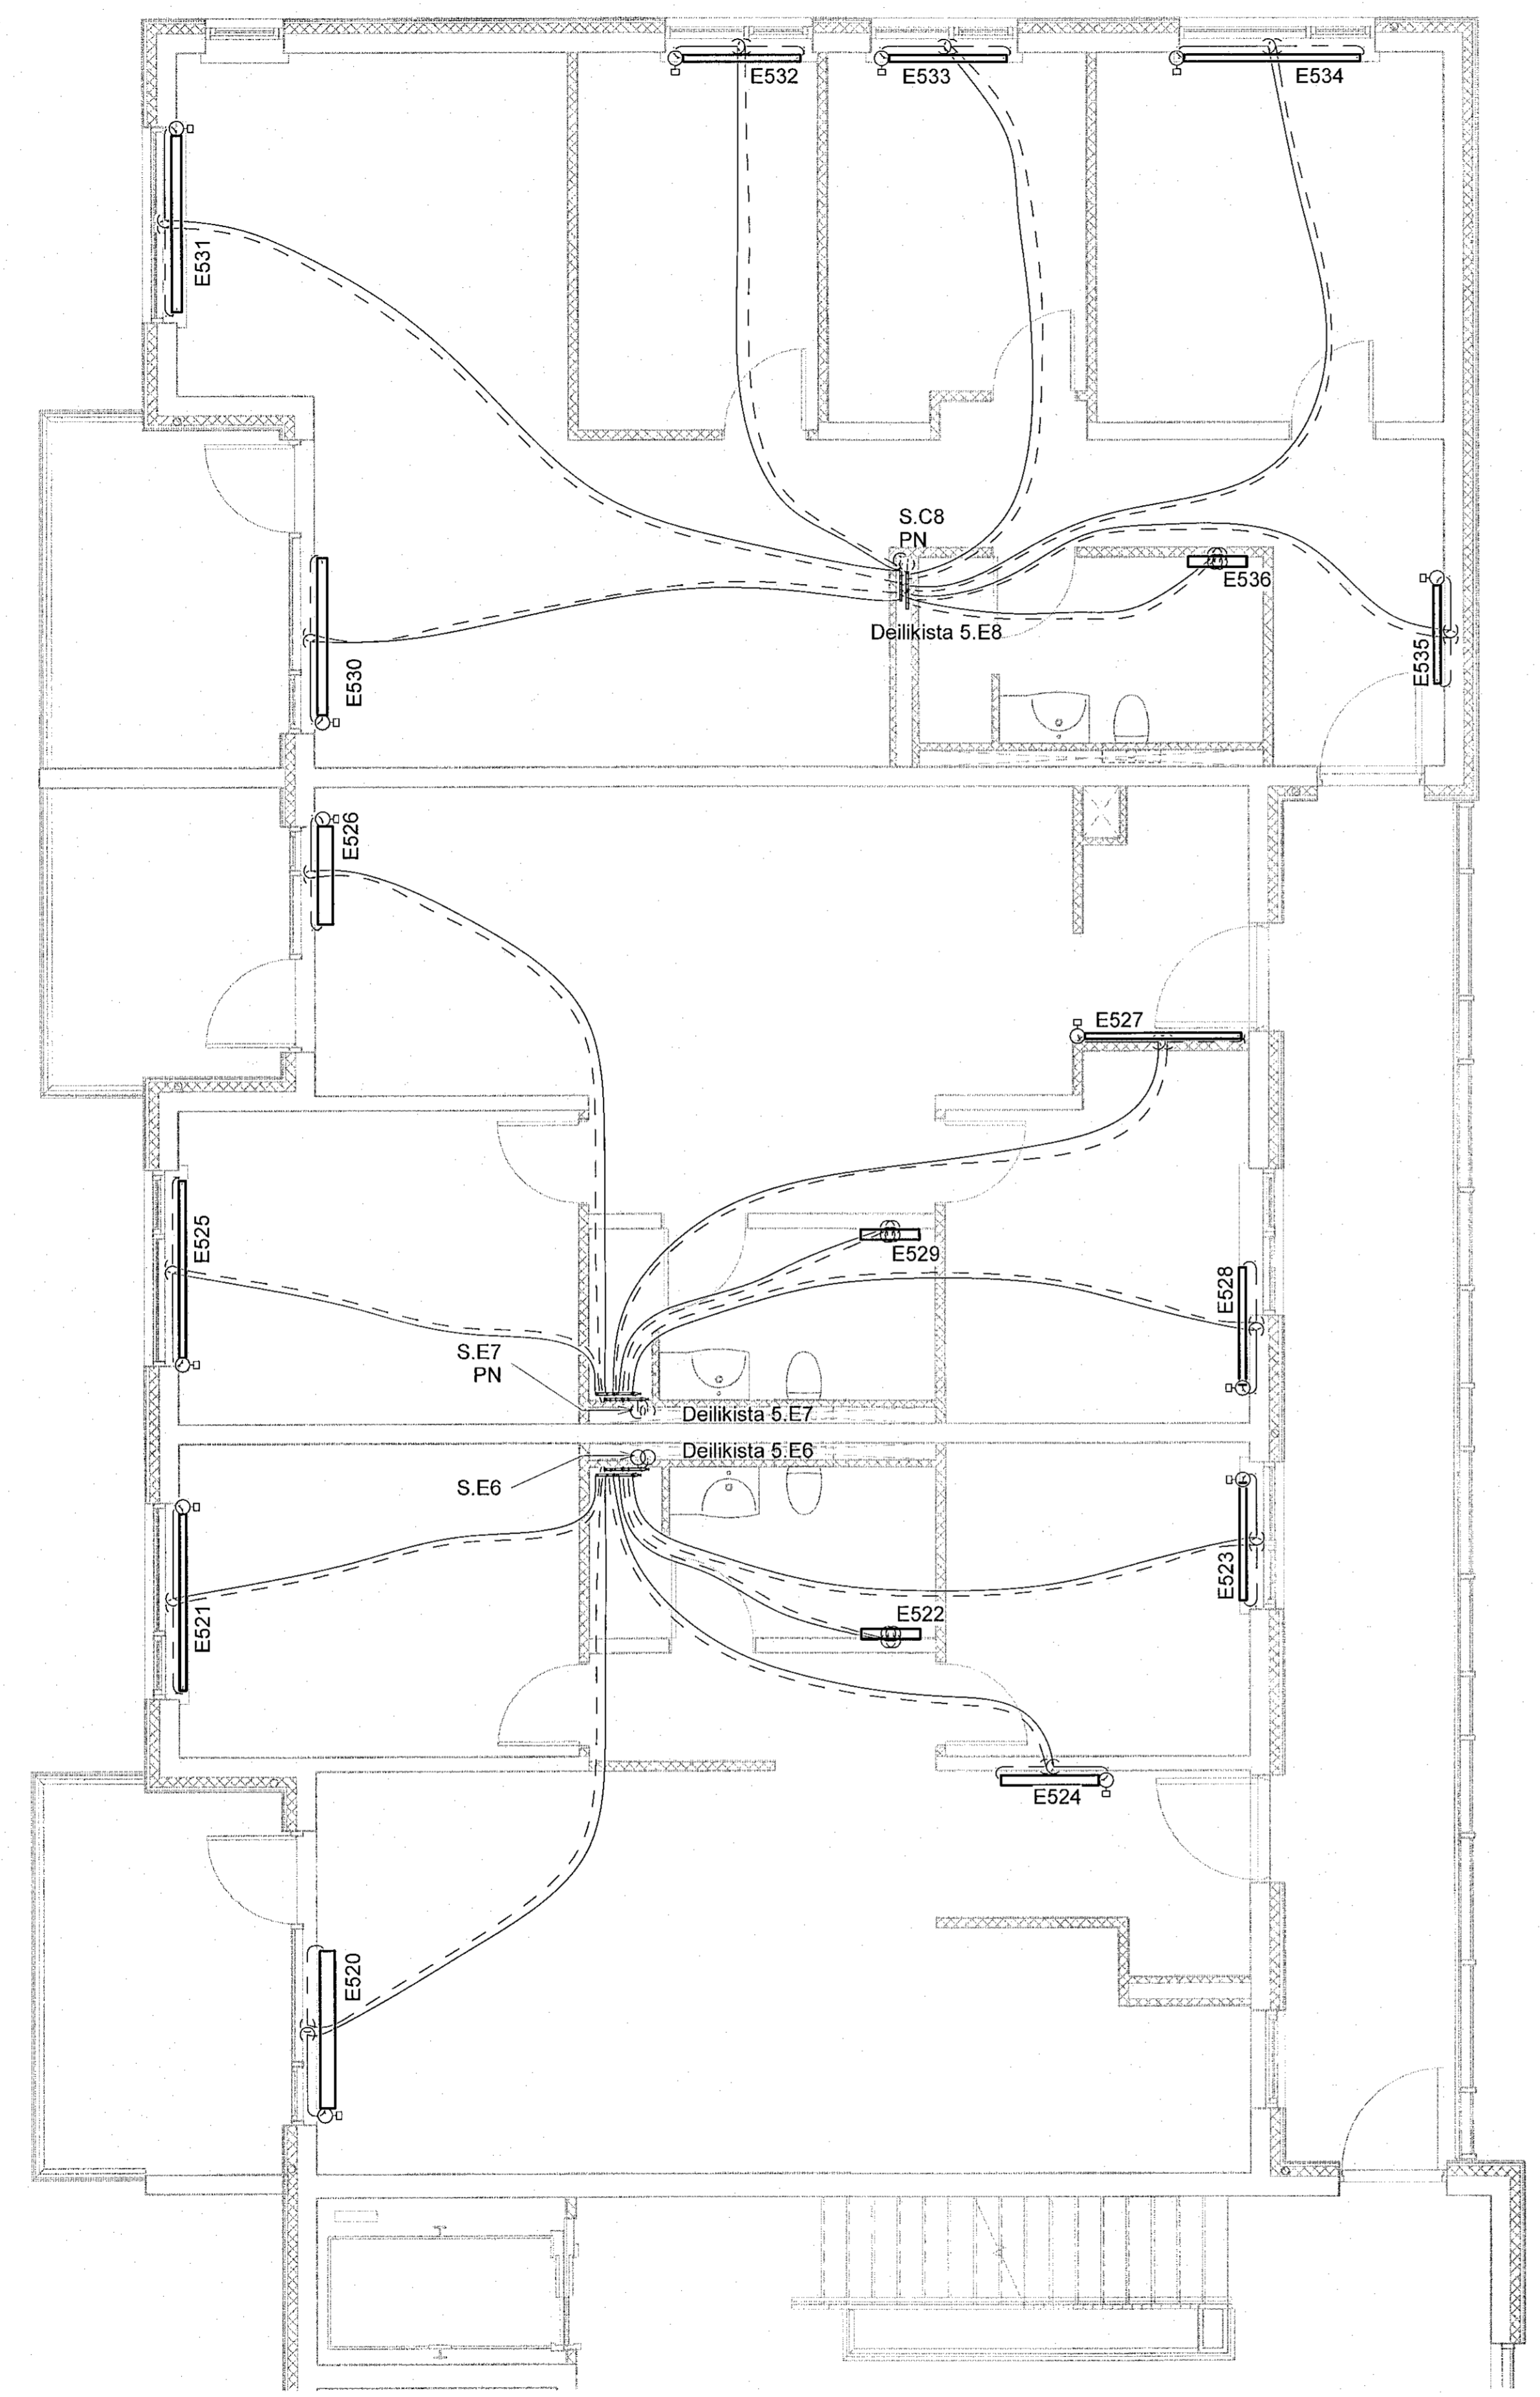 E532
E533
E534
E531
S.C8
PN
E536
Deilikista 5.E8
E535
E530
E526
E527
E525
E529
E528
S.E7
PN
Deilikista 5.E7
Deilikista 5.E6
S.E6
E523
E522
E521
E524
E520